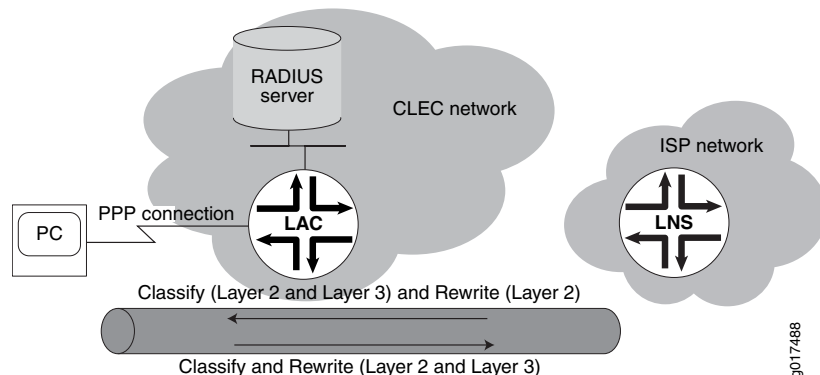 RADIUS
server
CLEC network
ISP network
PPP connection
PC
LAC
LNS
Classify (Layer 2 and Layer 3) and Rewrite (Layer 2)
Classify and Rewrite (Layer 2 and Layer 3)
g017488